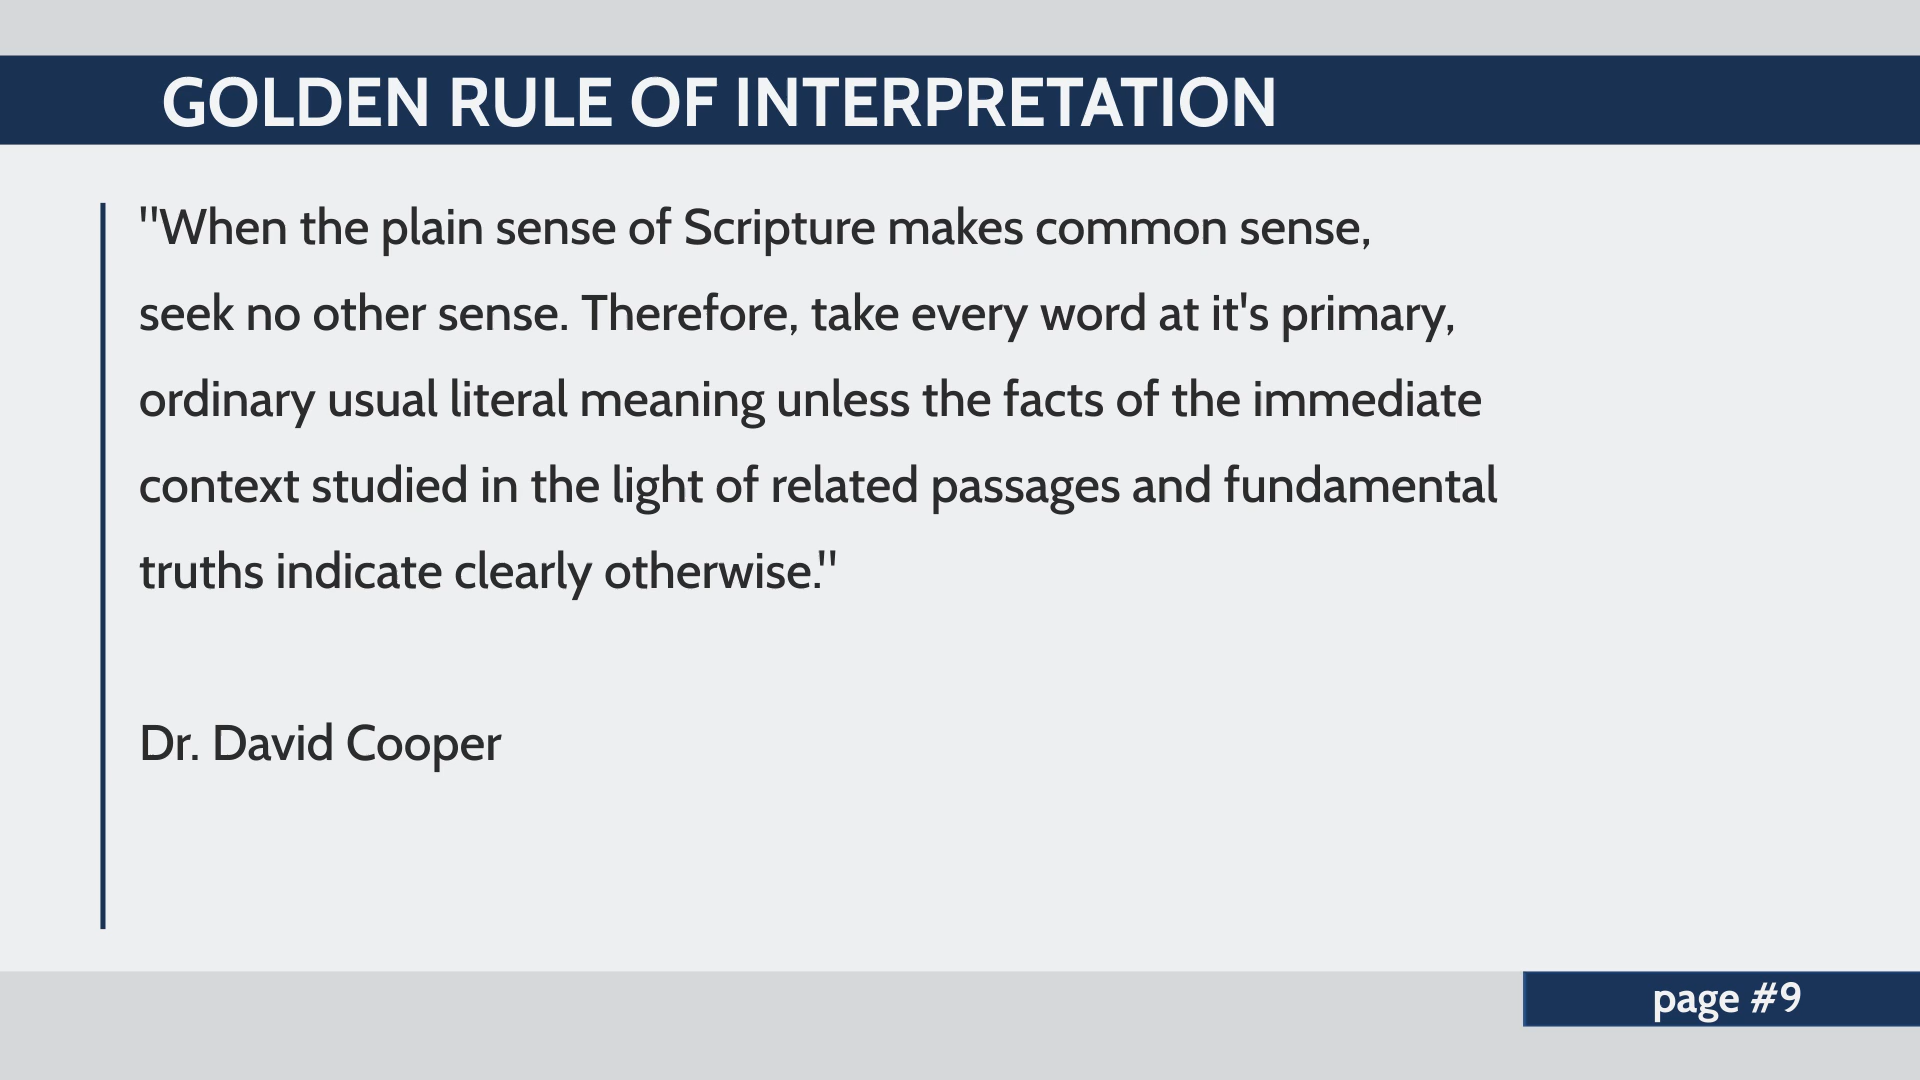 GOLDEN RULE OF INTERPRETATION
"When the plain sense of Scripture makes common sense,
seek no other sense. Therefore, take every word at it's primary,
ordinary usual literal meaning unless the facts of the immediate
context studied in the light of related passages and fundamental
truths indicate clearly otherwise."
Dr. David Cooper
page #9